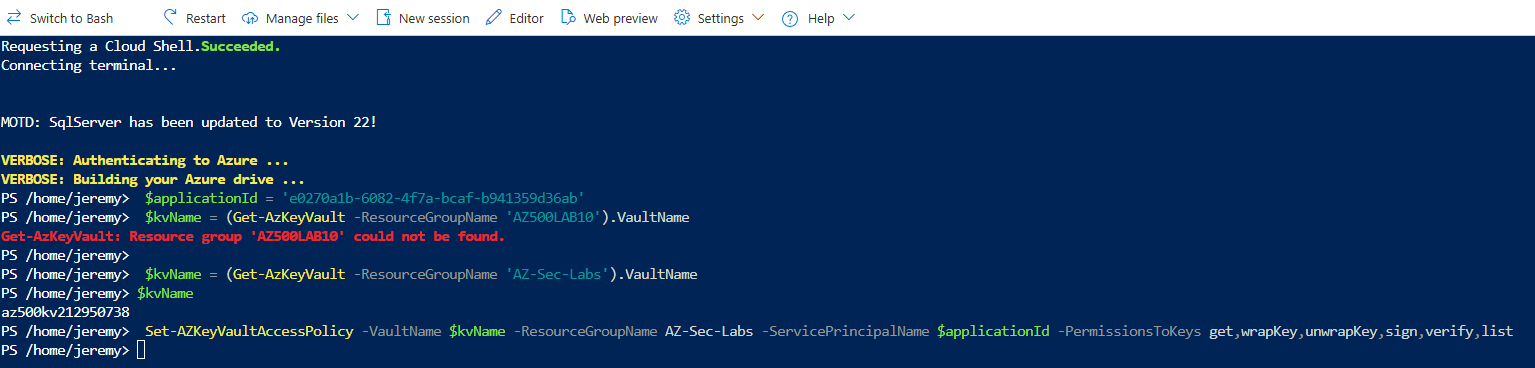 Switch to Bash Restart Manage files New session Editor Web preview Settings Help
Requesting a Cloud Shell.Succeeded.
Connecting terminal...
MOTD: SqlServer has been updated to Version 22!
VERBOSE: Authenticating to Azure ...
VERBOSE: Building your Azure drive ...
PS /home/jeremy>  $applicationId = 'e0270a1b-6082-4f7a-bcaf-b941359d36ab'
PS /home/jeremy>  $kvName = (Get-AzKeyVault -ResourceGroupName 'AZ500LAB10').VaultName
Get-AzKeyVault: Resource group 'AZ500LAB10' could not be found.
PS /home/jeremy>
PS /home/jeremy>  $kvName = (Get-AzKeyVault -ResourceGroupName 'AZ-Sec-Labs').VaultName
PS /home/jeremy> $kvName
az500kv212950738
PS /home/jeremy>  Set-AZKeyVaultAccessPolicy -VaultName $kvName -ResourceGroupName AZ-Sec-Labs -ServicePrincipalName $applicationId -PermissionsToKeys get,wrapKey,unwrapKey,sign,verify,list
PS /home/jeremy>